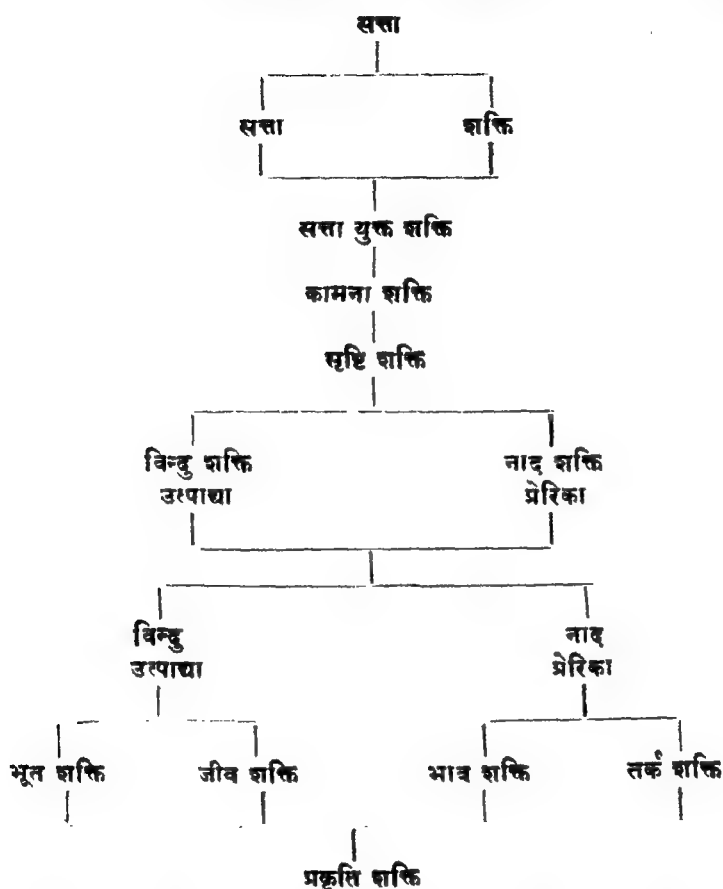 सत्ता
सत्ता शक्ति
सत्ता युक्त शक्ति
कामना शक्ति
सृष्टि शक्ति
विन्दु शक्ति नाद शक्ति
उत्पाद्या प्रेरिका
विन्दु नाद
उत्पाद्या प्रेरिका
भूत शक्ति जीव शक्ति भाव शक्ति तर्क शक्ति
प्रकृति शक्ति